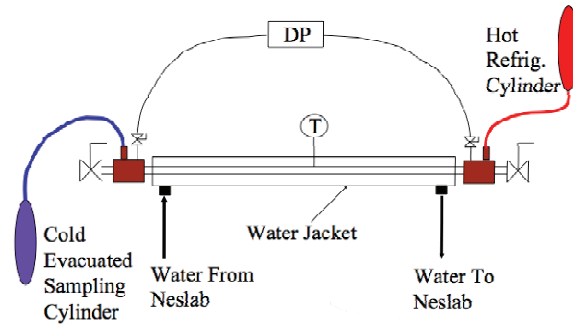 DP
Hot
Refrig.
Cylinder
T
Cold
Evacuated
Sampling
Cylinder
Water From
Neslab
Water Jacket
Water To
Neslab